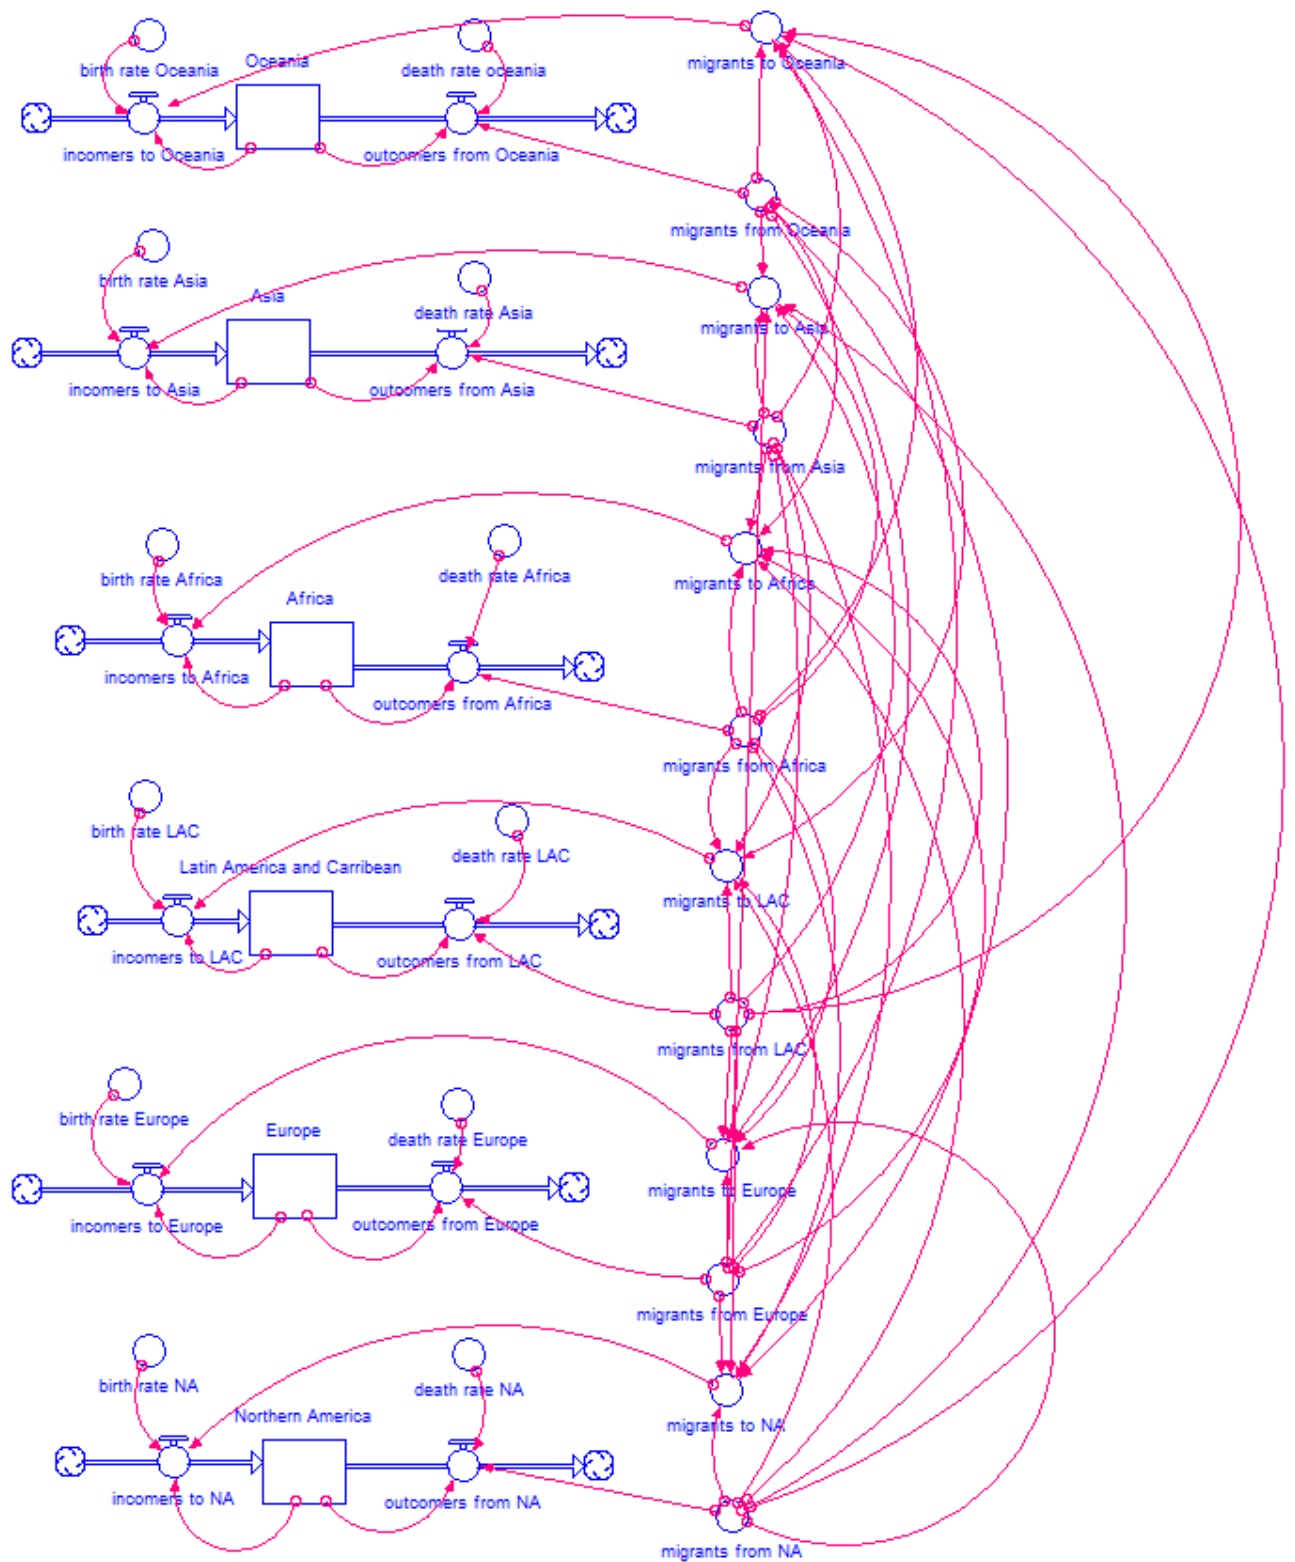 birth rate Oceania
Oceania
death rate oceania
migrants to Oceania
incomers to Oceania
outcomers from Oceania
migrants from Oceania
birth rate Asia
Asia
death rate Asia
migrants to Asia
incomers to Asia
outcomers from Asia
migrants from Asia
birth rate Africa
Africa
death rate Africa
migrants to Africa
incomers to Africa
outcomers from Africa
migrants from Africa
birth rate LAC
Latin America and Carribean
death rate LAC
migrants to LAC
incomers to LAC
outcomers from LAC
migrants from LAC
birth rate Europe
Europe
death rate Europe
migrants to Europe
incomers to Europe
outcomers from Europe
migrants from Europe
birth rate NA
Northern America
death rate NA
migrants to NA
incomers to NA
outcomers from NA
migrants from NA